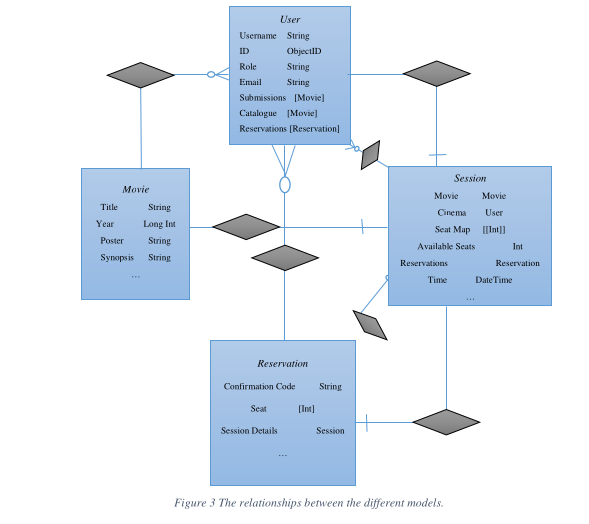 User
Username String
ID ObjectID
Role String
Email String
Submissions [Movie]
Catalogue [Movie]
Reservations [Reservation]
Movie
Title String
Year Long Int
Poster String
Synopsis String
...
Session
Movie Movie
Cinema User
Seat Map [[Int]]
Available Seats Int
Reservations Reservation
Time DateTime
...
Reservation
Confirmation Code String
Seat [Int]
Session Details Session
...
Figure 3 The relationships between the different models.